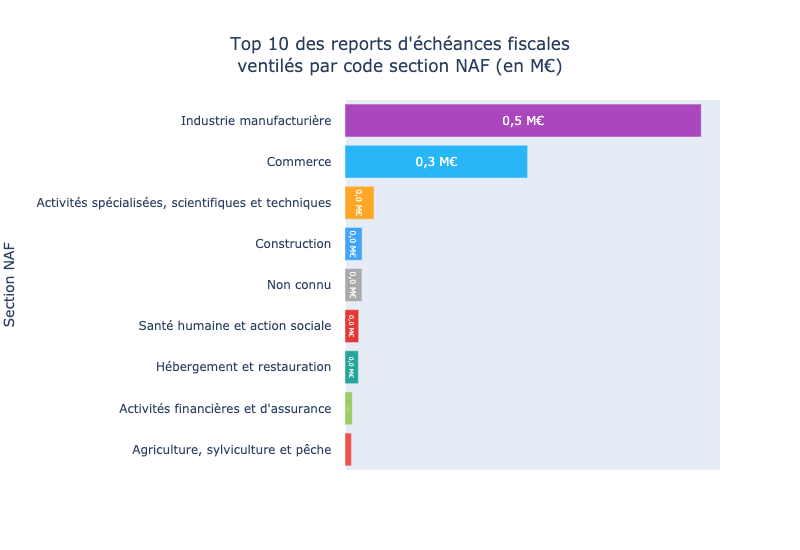 Top 10 des reports d'échéances fiscales
ventilés par code section NAF (en M€)
Section NAF
Industrie manufacturière
0,5 M€
Commerce
0,3 M€
Activités spécialisées, scientifiques et techniques
0,0 M€
Construction
0,0 M€
Non connu
0,0 M€
Santé humaine et action sociale
0,0 M€
Hébergement et restauration
0,0 M€
Activités financières et d'assurance
Agriculture, sylviculture et pêche